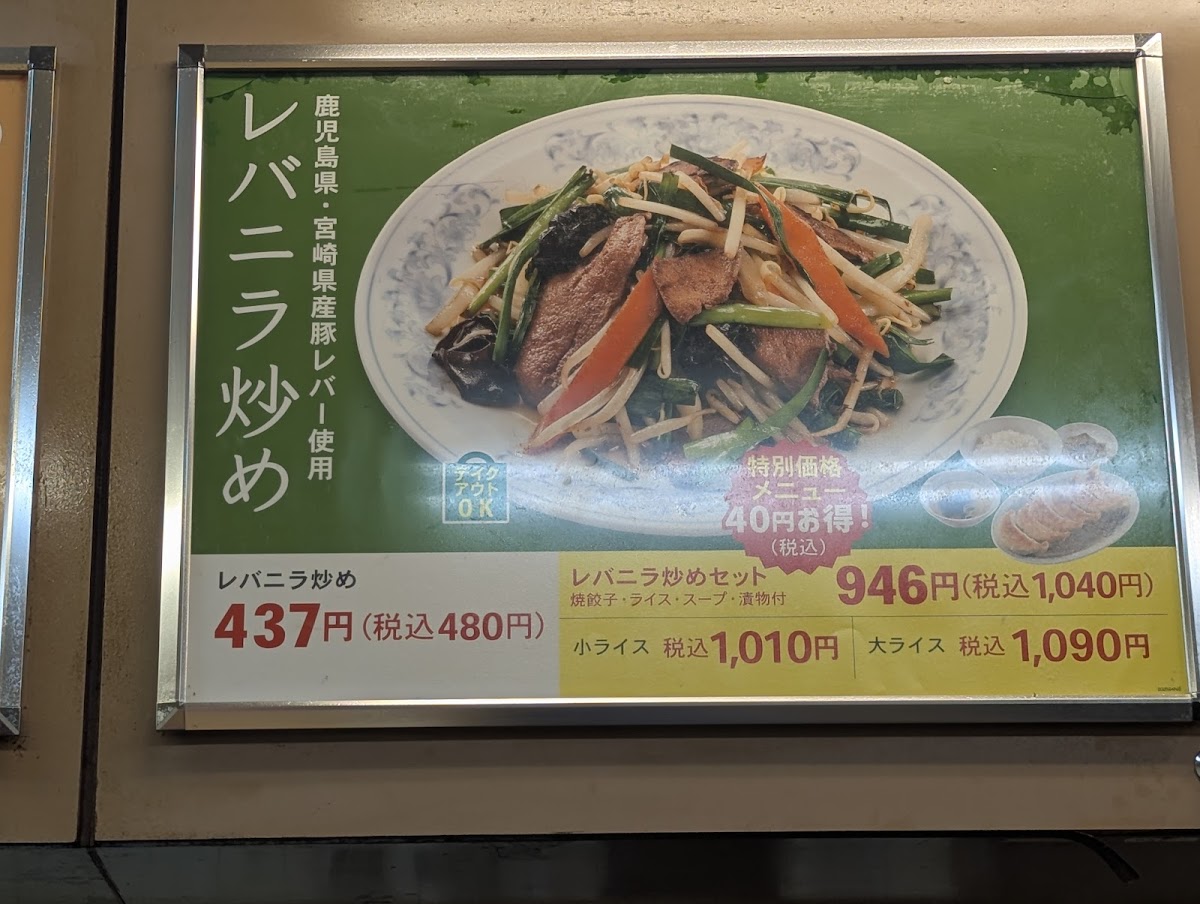 鹿児島県・宮崎県産豚レバー使用
レバニラ炒め
テイク
アウト
OK
特別価格
メニュー
40円お得!
(税込)
レバニラ炒め
437円(税込480円)
レバニラ炒めセット
焼餃子・ライス・スープ・漬物付
946円(税込1,040円)
小ライス 税込1,010円
大ライス 税込1,090円